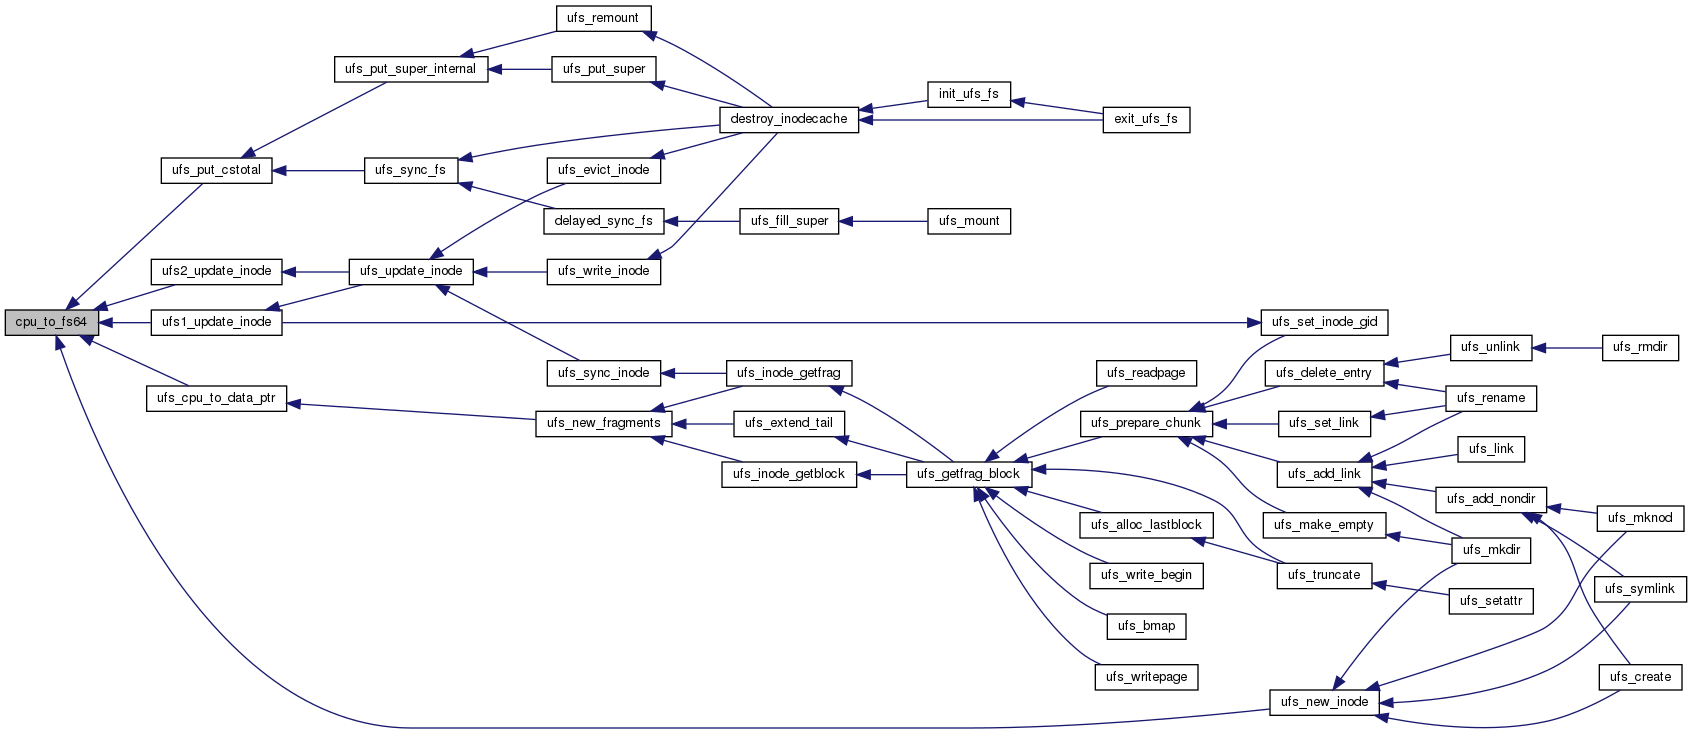 ufs_remount
ufs_put_super_internal
ufs_put_super
init_ufs_fs
destroy_inodecache
exit_ufs_fs
ufs_put_cstotal
ufs_sync_fs
ufs_evict_inode
delayed_sync_fs
ufs_fill_super
ufs_mount
ufs2_update_inode
ufs_update_inode
ufs_write_inode
cpu_to_fs64
ufs1_update_inode
ufs_set_inode_gid
ufs_unlink
ufs_rmdir
ufs_sync_inode
ufs_inode_getfrag
ufs_readpage
ufs_delete_entry
ufs_cpu_to_data_ptr
ufs_rename
ufs_new_fragments
ufs_extend_tail
ufs_prepare_chunk
ufs_set_link
ufs_link
ufs_inode_getblock
ufs_getfrag_block
ufs_add_link
ufs_add_nondir
ufs_alloc_lastblock
ufs_make_empty
ufs_mknod
ufs_mkdir
ufs_write_begin
ufs_truncate
ufs_symlink
ufs_setattr
ufs_bmap
ufs_writepage
ufs_create
ufs_new_inode